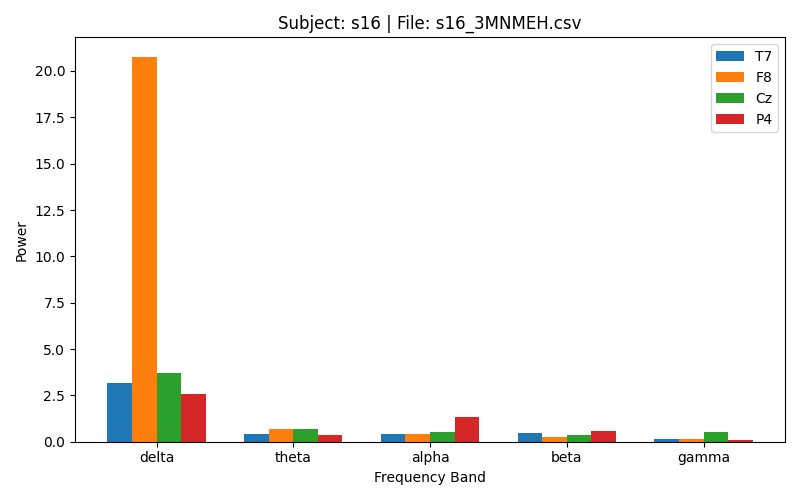 Subject: s16 | File: s16_3MNMEH.csv
T7
F8
Cz
P4
Power
20.0
17.5
15.0
12.5
10.0
7.5
5.0
2.5
0.0
delta theta alpha beta gamma
Frequency Band